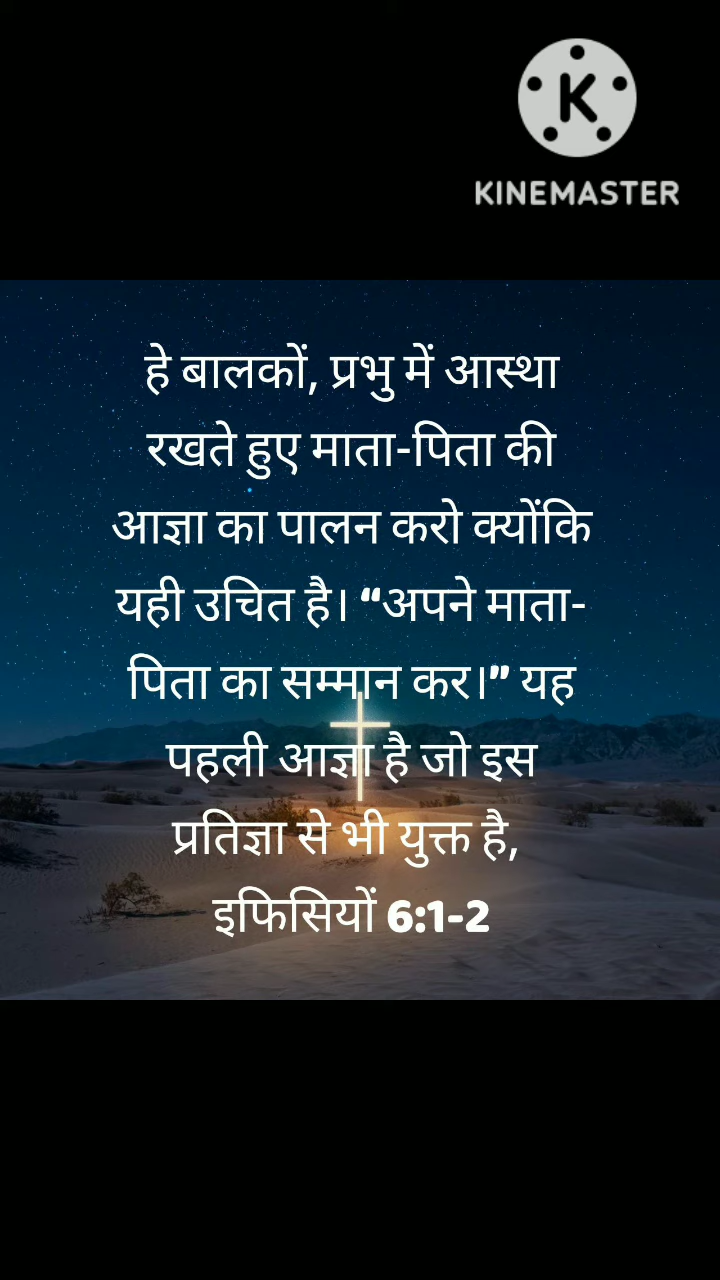 K
KINEMASTER
हे बालकों, प्रभु में आस्था
रखते हुए माता-पिता की
आज्ञा का पालन करो क्योंकि
यही उचित है। “अपने माता-
पिता का सम्मान कर।” यह
पहली आज्ञा है जो इस
प्रतिज्ञा से भी युक्त है,
इफिसियों 6:1-2